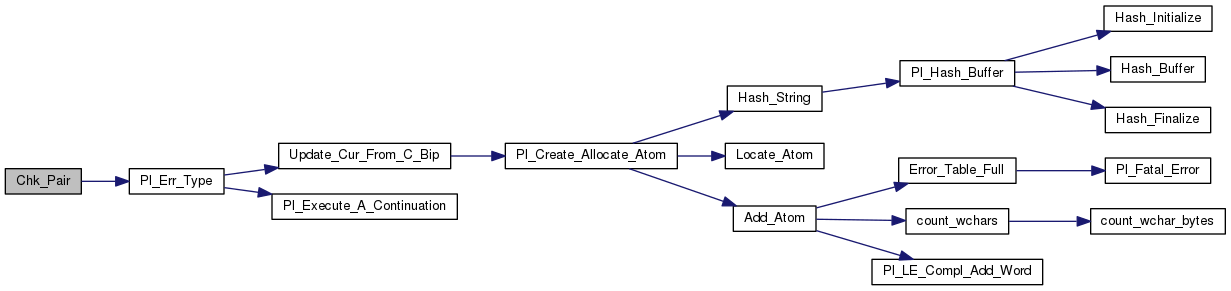 Chk_Pair
Pl_Err_Type
Update_Cur_From_C_Bip
Pl_Execute_A_Continuation
Pl_Create_Allocate_Atom
Hash_String
Locate_Atom
Add_Atom
Pl_Hash_Buffer
Error_Table_Full
count_wchars
Pl_LE_Compl_Add_Word
Hash_Initialize
Hash_Buffer
Hash_Finalize
Pl_Fatal_Error
count_wchar_bytes